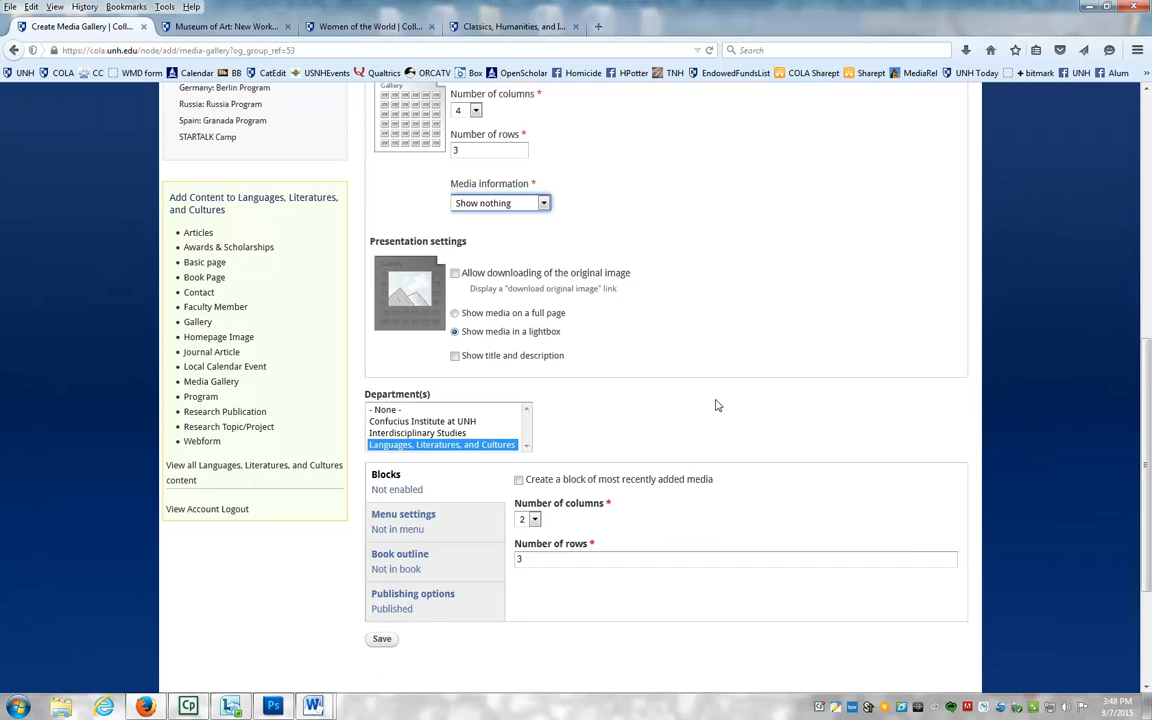 File Edit View History Bookmarks Tools Help
Create Media Gallery | Coll... × Museum of Art: New Work... × Women of the World | Coll... × Classics, Humanities, and I... × +
https://cola.unh.edu/node/add/media-gallery?og_group_ref=53 Search
UNH COLA CC WMD form Calendar BB CatEdit USNHEvents Qualtrics ORCATV Box OpenScholar Homicide HPotter TNH EndowedFundsList COLA Sharept Sharept MediaRel UNH Today + bitmark UNH Alum
Germany: Berlin Program
Russia: Russia Program
Spain: Granada Program
STARTALK Camp
Add Content to Languages, Literatures,
and Cultures
Articles
Awards & Scholarships
Basic page
Book Page
Contact
Faculty Member
Gallery
Homepage Image
Journal Article
Local Calendar Event
Media Gallery
Program
Research Publication
Research Topic/Project
Webform
View all Languages, Literatures, and Cultures
content
View Account Logout
Gallery
Number of columns *
4
Number of rows *
3
Media information *
Show nothing
Presentation settings
Gallery
Allow downloading of the original image
Display a "download original image" link
Show media on a full page
Show media in a lightbox
Show title and description
Department(s)
- None -
Confucius Institute at UNH
Interdisciplinary Studies
Languages, Literatures, and Cultures
Blocks
Not enabled
Menu settings
Not in menu
Book outline
Not in book
Publishing options
Published
Create a block of most recently added media
Number of columns *
2
Number of rows *
3
Save
Cp
Ps
W
3:48 PM
8/7/2015